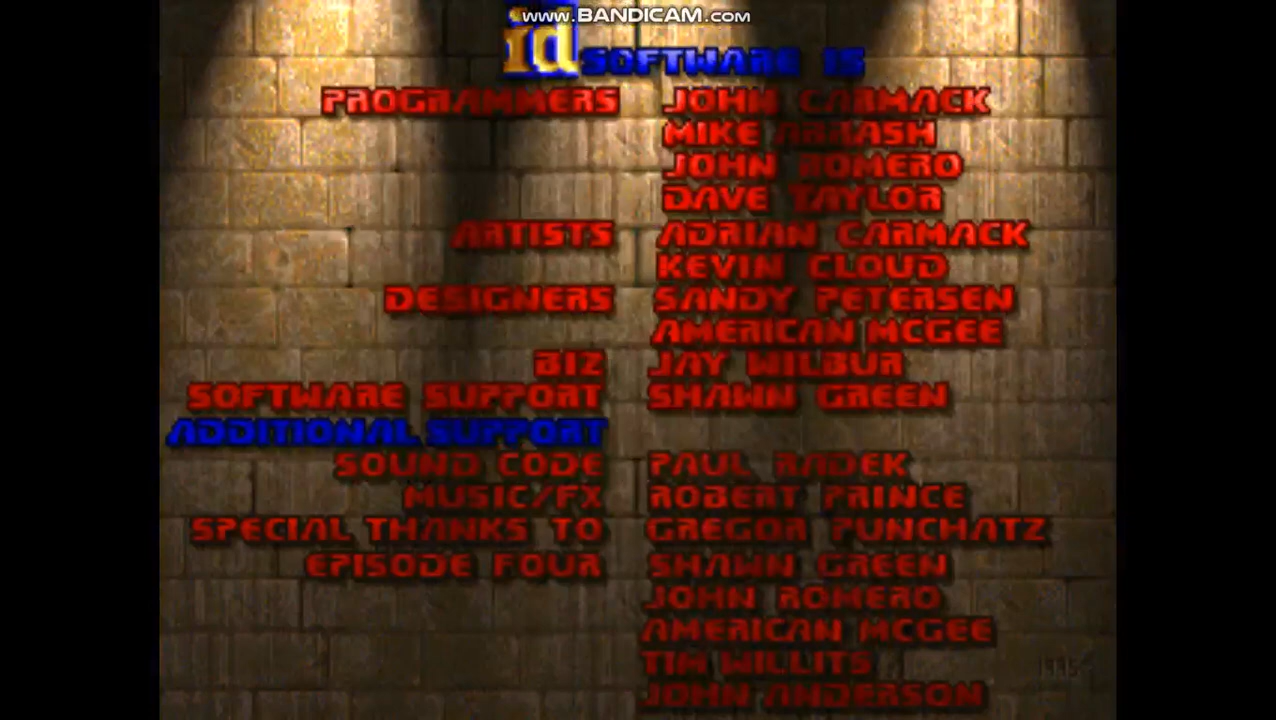 www.BANDICAM.com
id SOFTWARE IS
PROGRAMMERS JOHN CARMACK
MIKE ABRASH
JOHN ROMERO
DAVE TAYLOR
ARTISTS ADRIAN CARMACK
KEVIN CLOUD
DESIGNERS SANDY PETERSEN
AMERICAN MCGEE
BIZ JAY WILBUR
SOFTWARE SUPPORT SHAWN GREEN
ADDITIONAL SUPPORT
SOUND CODE PAUL RADEK
MUSIC/FX ROBERT PRINCE
SPECIAL THANKS TO GREGOR PUNCHATZ
EPISODE FOUR SHAWN GREEN
JOHN ROMERO
AMERICAN MCGEE
TIM WILLITS
1995
JOHN ANDERSON